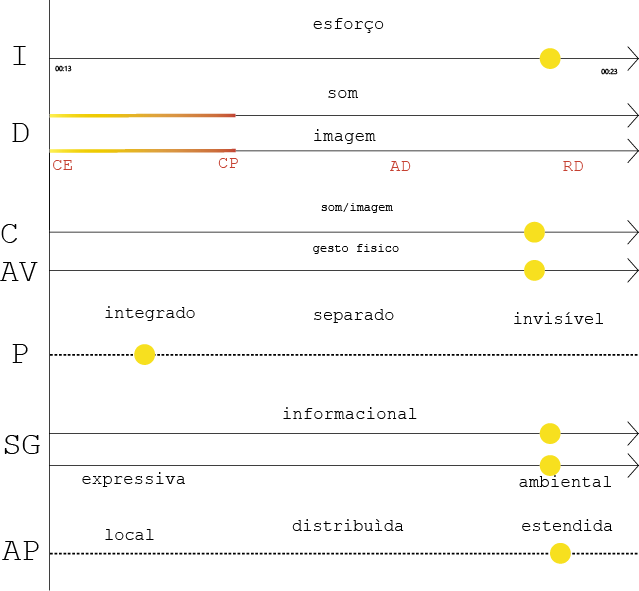 esforço
I
00:13
00:23
som
D
imagem
CE
CP
AD
RD
som/imagem
C
gesto fisico
AV
integrado
separado
invisível
P
informacional
SG
expressiva
ambiental
local
distribuìda
estendida
AP